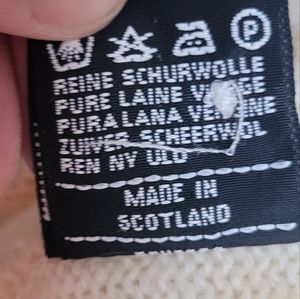 P
REINE SCHURWOLLE
PURE LAINE
PURA LANA
ZUIVER SCHEERWOL
REN NY ULD
MADE IN
SCOTLAND